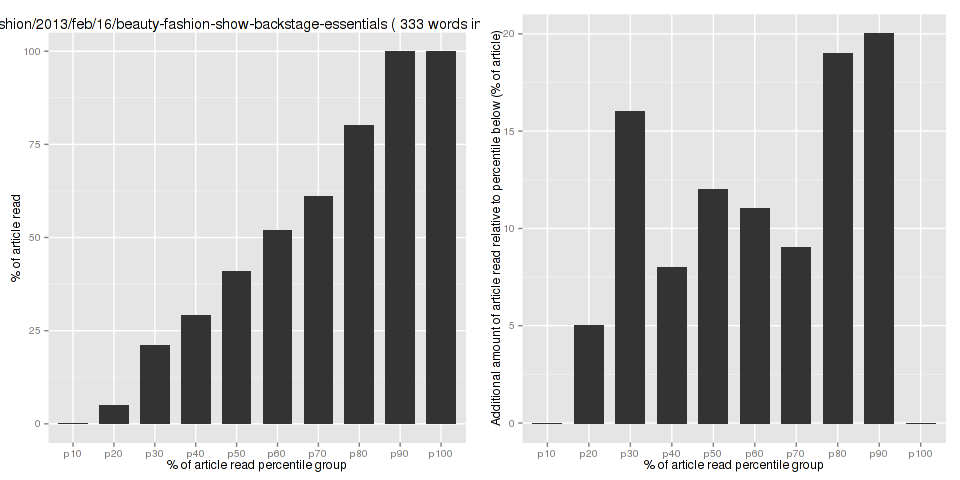 shion/2013/feb/16/beauty-fashion-show-backstage-essentials ( 333 words in
% of article read
100
75
50
25
0
p10 p20 p30 p40 p50 p60 p70 p80 p90 p100
% of article read percentile group
Additional amount of article read relative to percentile below (% of article)
20
15
10
5
0
p10 p20 p30 p40 p50 p60 p70 p80 p90 p100
% of article read percentile group